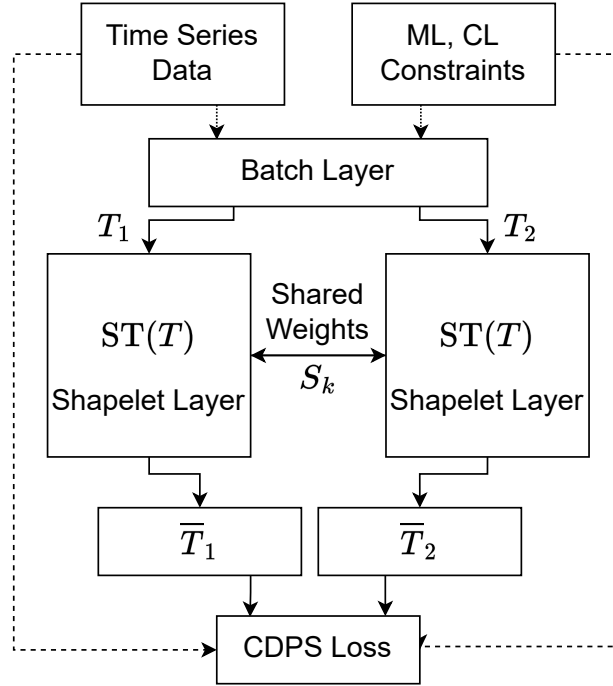 Time Series
Data
ML, CL
Constraints
Batch Layer
T₁
T₂
ST(T)
Shapelet Layer
Shared
Weights
Sₖ
ST(T)
Shapelet Layer
T̅₁
T̅₂
CDPS Loss